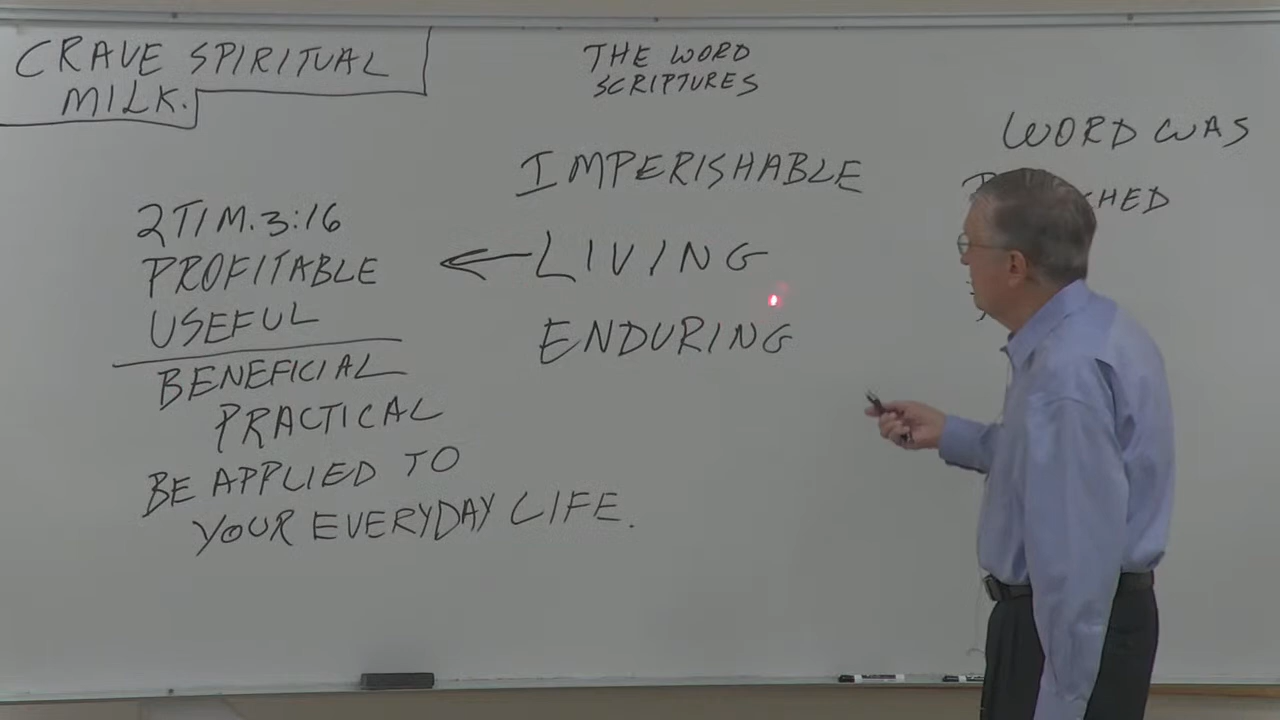 CRAVE SPIRITUAL
MILK.
THE WORD
SCRIPTURES
IMPERISHABLE
LIVING
ENDURING
2TIM.3:16
PROFITABLE
USEFUL
BENEFICIAL
PRACTICAL
BE APPLIED TO
YOUR EVERYDAY LIFE.
WORD WAS